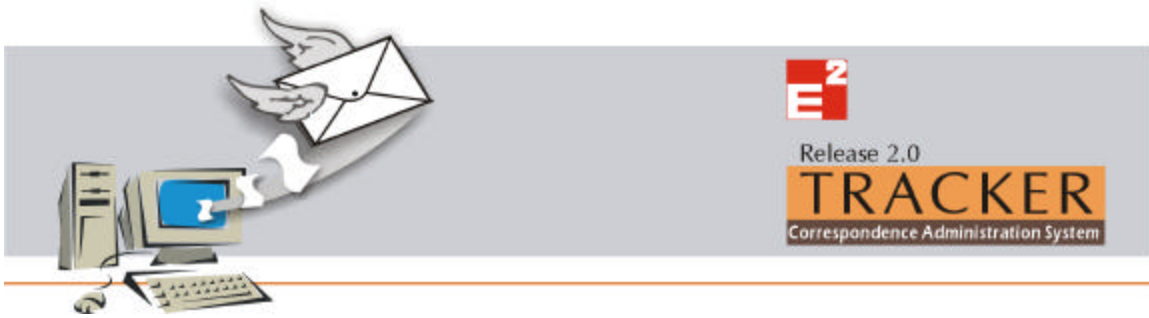 E²
Release 2.0
TRACKER
Correspondence Administration System